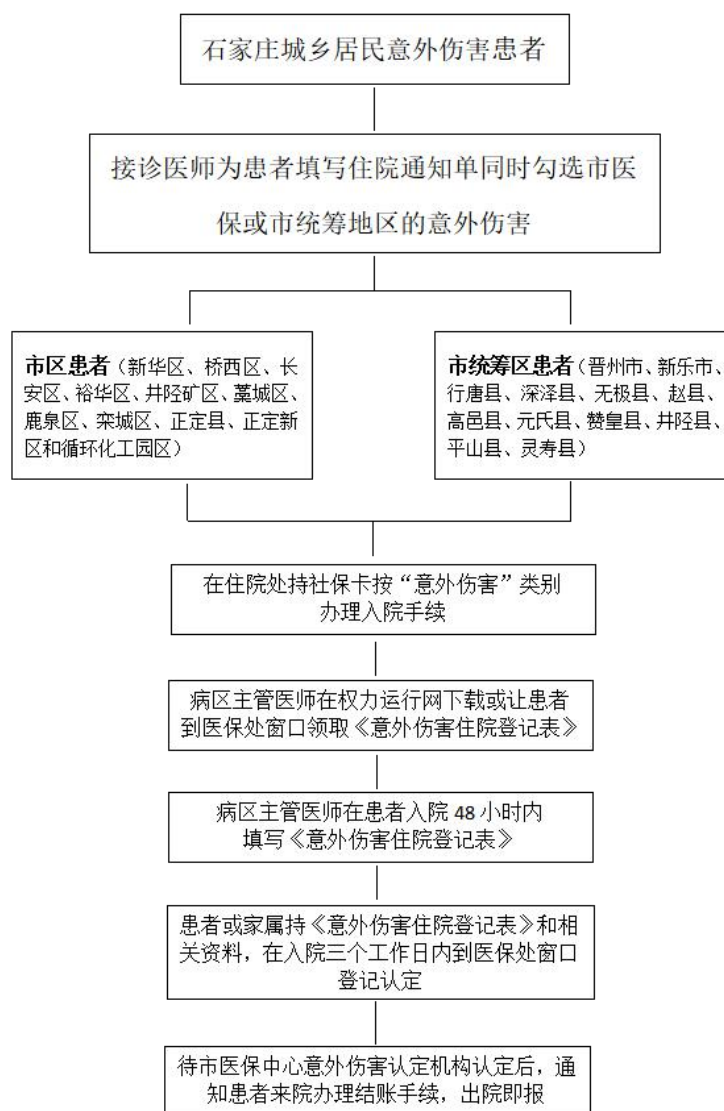 石家庄城乡居民意外伤害患者
接诊医师为患者填写住院通知单同时勾选市医
保或市统筹地区的意外伤害
市区患者（新华区、桥西区、长
安区、裕华区、井陉矿区、藁城区、
鹿泉区、栾城区、正定县、正定新
区和循环化工园区）
市统筹区患者（晋州市、新乐市、
行唐县、深泽县、无极县、赵县、
高邑县、元氏县、赞皇县、井陉县、
平山县、灵寿县）
在住院处持社保卡按“意外伤害”类别
办理入院手续
病区主管医师在权力运行网下载或让患者
到医保处窗口领取《意外伤害住院登记表》
病区主管医师在患者入院 48 小时内
填写《意外伤害住院登记表》
患者或家属持《意外伤害住院登记表》和相
关资料，在入院三个工作日内到医保处窗口
登记认定
待市医保中心意外伤害认定机构认定后，通
知患者来院办理结账手续，出院即报